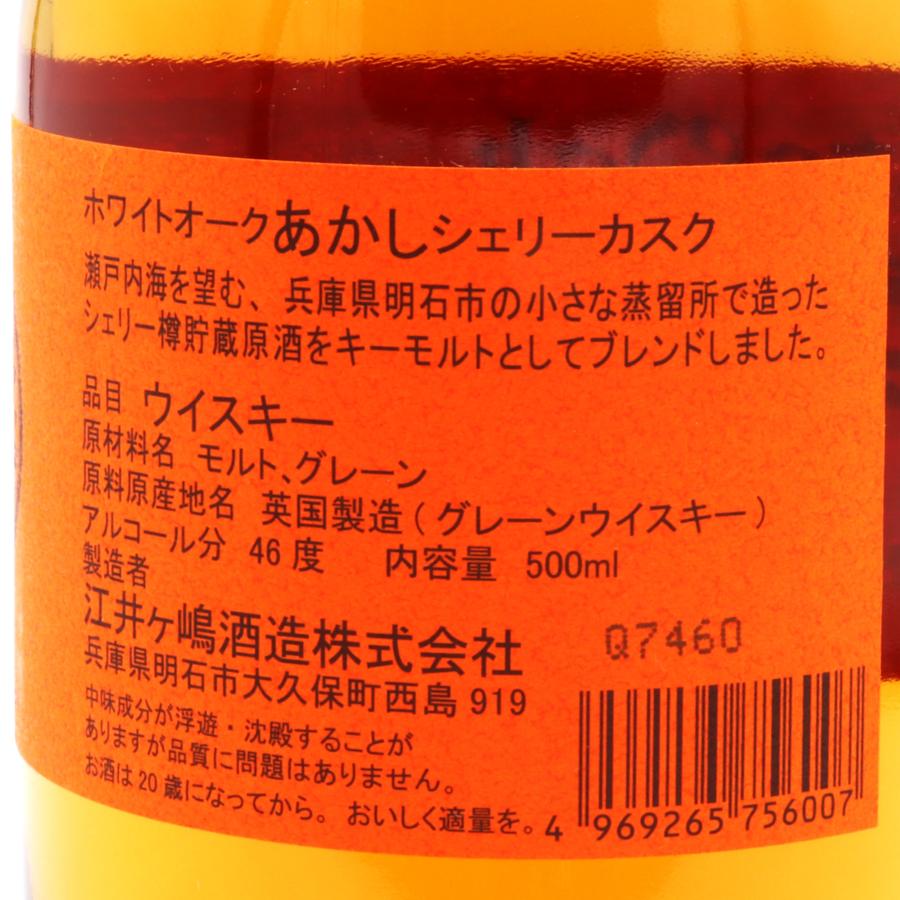 ホワイトオークあかしシェリーカスク
瀬戸内海を望む、兵庫県明石市の小さな蒸留所で造った
シェリー樽貯蔵原酒をキーモルトとしてブレンドしました。
品目 ウイスキー
原材料名 モルト、グレーン
原料原産地名 英国製造(グレーンウイスキー)
アルコール分 46度 内容量 500ml
製造者
江井ヶ嶋酒造株式会社
兵庫県明石市大久保町西島 919
Q7460
中味成分が浮遊・沈殿することが
ありますが品質に問題はありません。
お酒は20歳になってから。おいしく適量を。
4 969265 756007